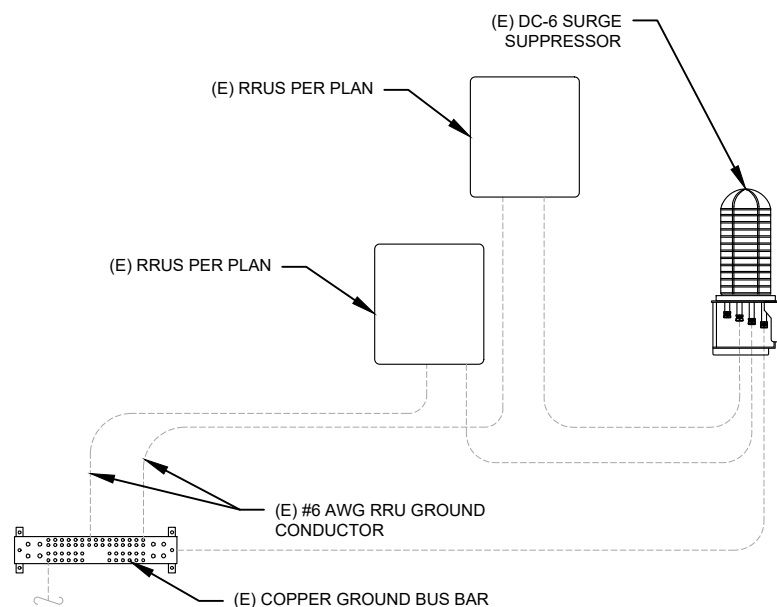 (E) DC-6 SURGE
SUPPRESSOR
(E) RRUS PER PLAN
(E) RRUS PER PLAN
(E) #6 AWG RRU GROUND
CONDUCTOR
(E) COPPER GROUND BUS BAR